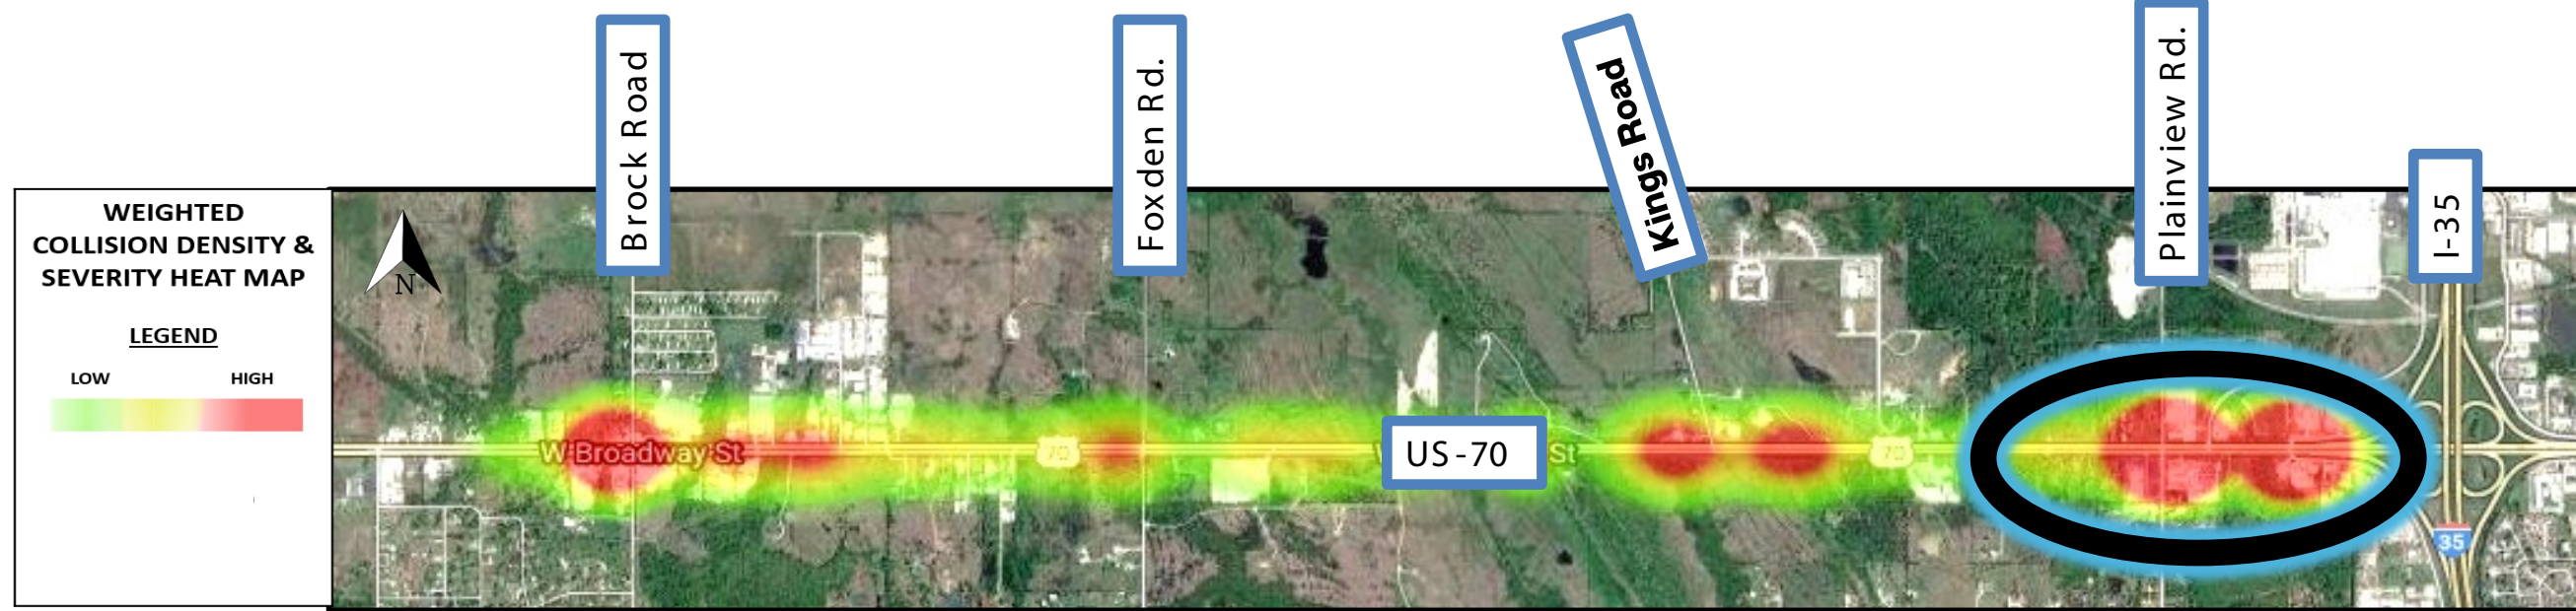 WEIGHTED
COLLISION DENSITY &
SEVERITY HEAT MAP
LEGEND
LOW HIGH
N
Brock Road
Foxden Rd.
Kings Road
Plainview Rd.
I-35
W Broadway St
70
US-70
St
70
35